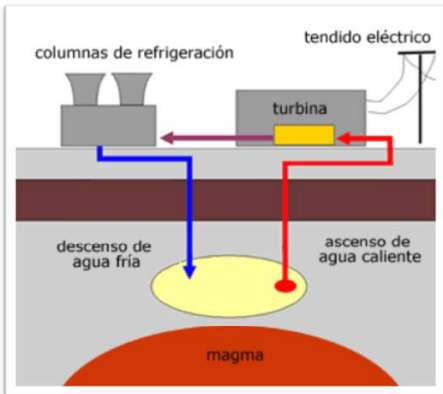 tendido eléctrico
columnas de refrigeración
turbina
descenso de
agua fría
ascenso de
agua caliente
magma